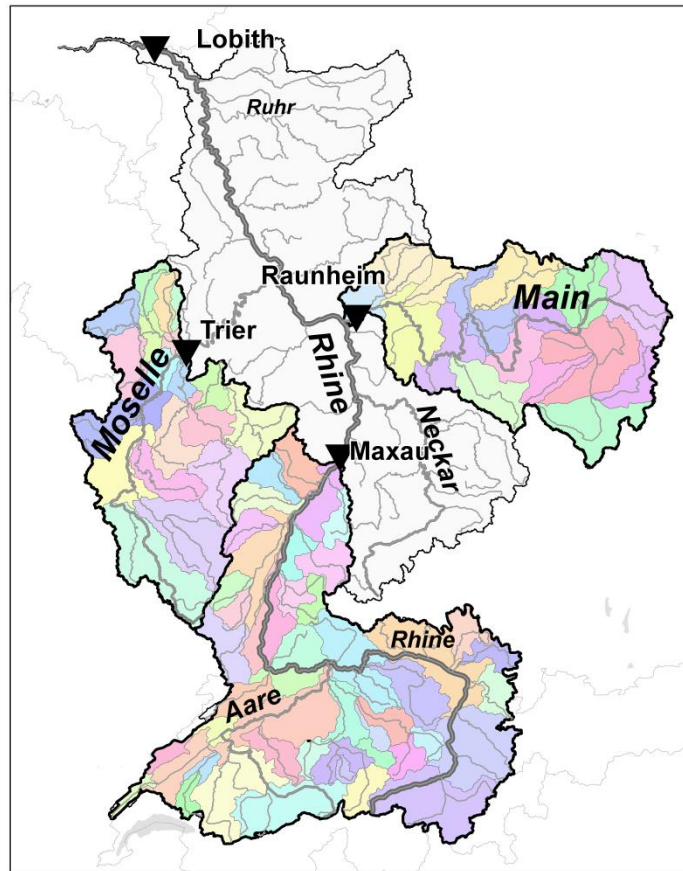 Lobith
Ruhr
Raunheim
Main
Trier
Rhine
Moselle
Neckar
Maxau
Rhine
Aare